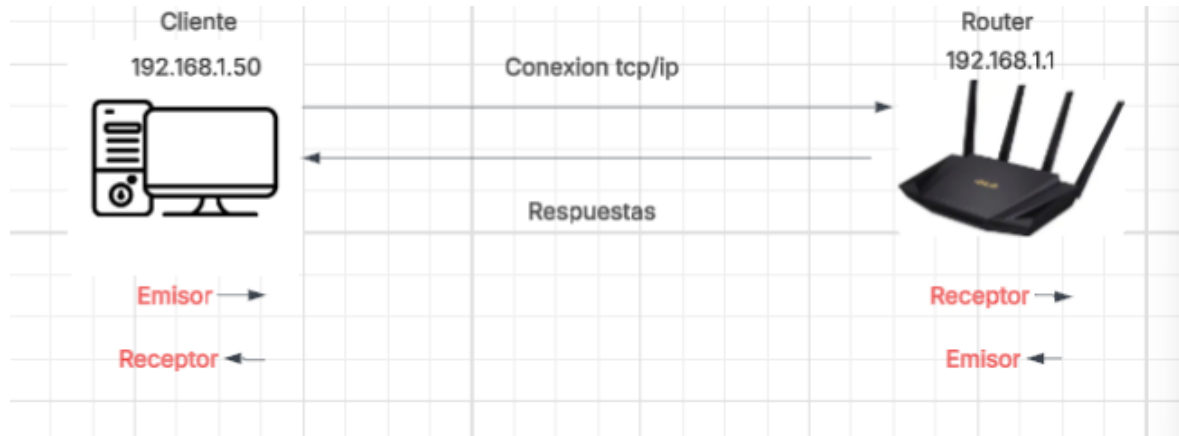 Cliente
Router
192.168.1.50
192.168.1.1
Conexion tcp/ip
Respuestas
Emisor
Receptor
Receptor
Emisor